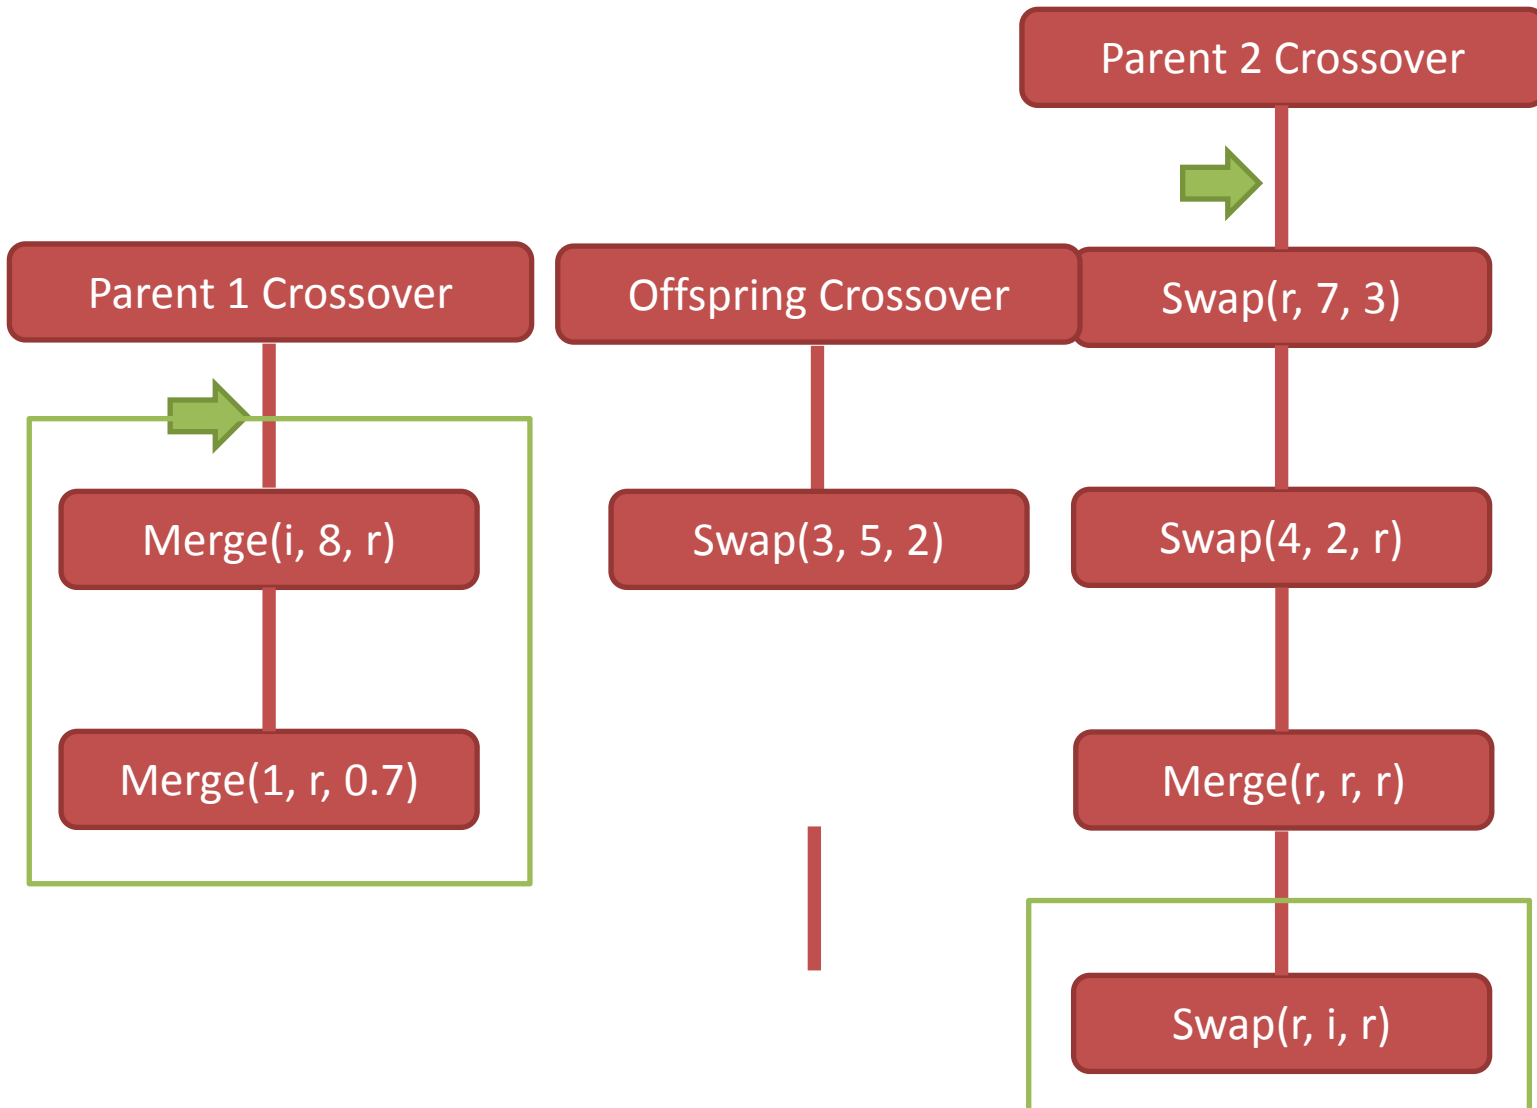 Parent 2 Crossover
Parent 1 Crossover
Offspring Crossover
Swap(r, 7, 3)
Merge(i, 8, r)
Swap(3, 5, 2)
Swap(4, 2, r)
Merge(1, r, 0.7)
Merge(r, r, r)
Swap(r, i, r)